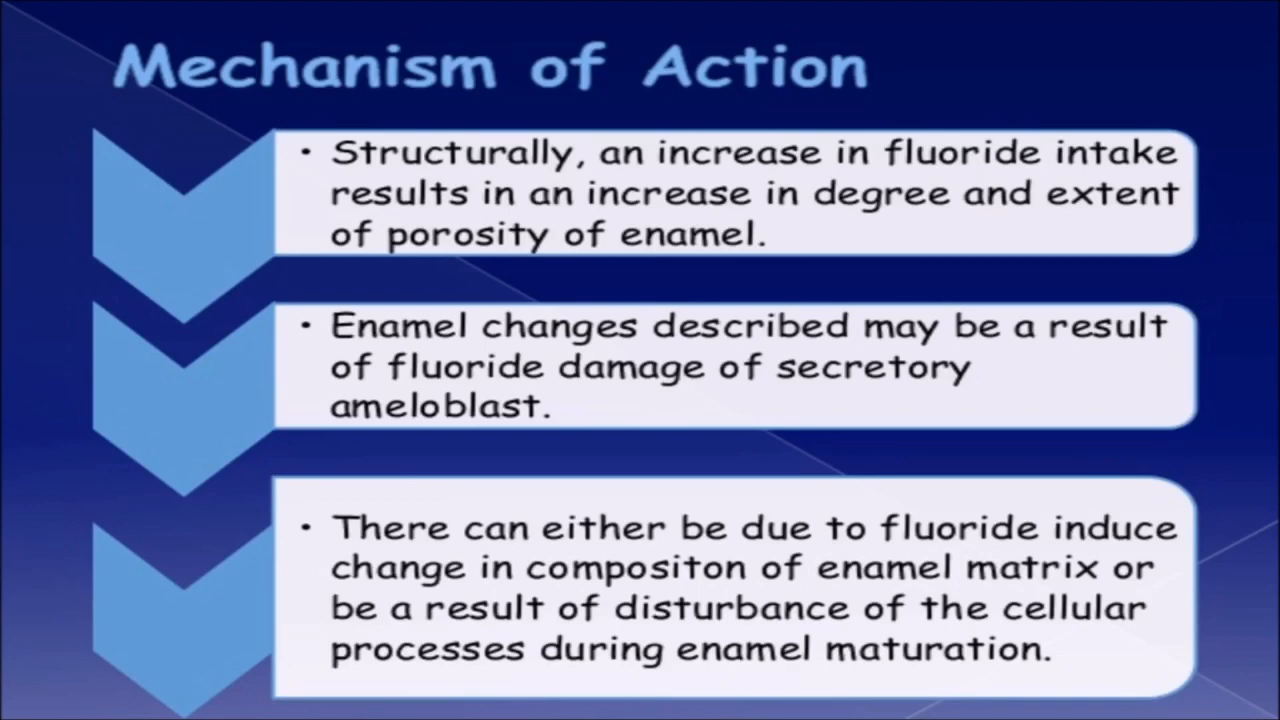 Mechanism of Action
• Structurally, an increase in fluoride intake
results in an increase in degree and extent
of porosity of enamel.
• Enamel changes described may be a result
of fluoride damage of secretory
ameloblast.
• There can either be due to fluoride induce
change in compositon of enamel matrix or
be a result of disturbance of the cellular
processes during enamel maturation.